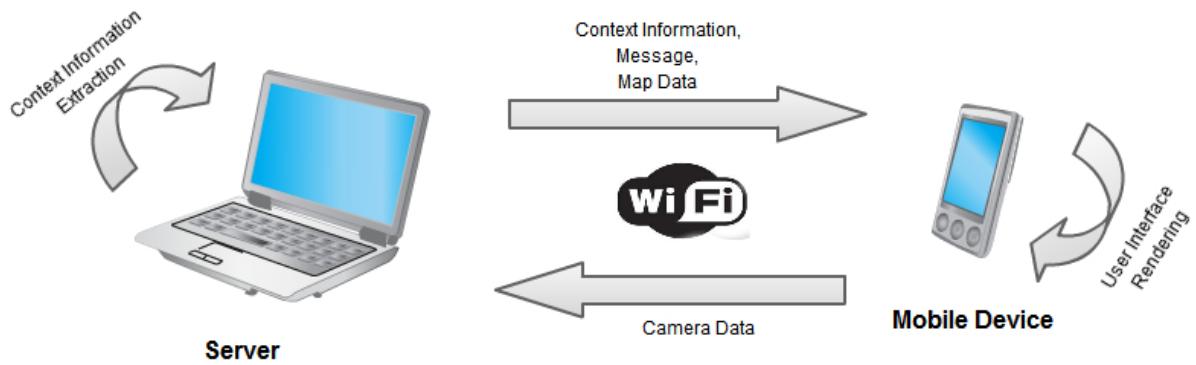 Context Information
Extraction
Context Information,
Message,
Map Data
WiFi
Camera Data
User Interface
Rendering
Server
Mobile Device